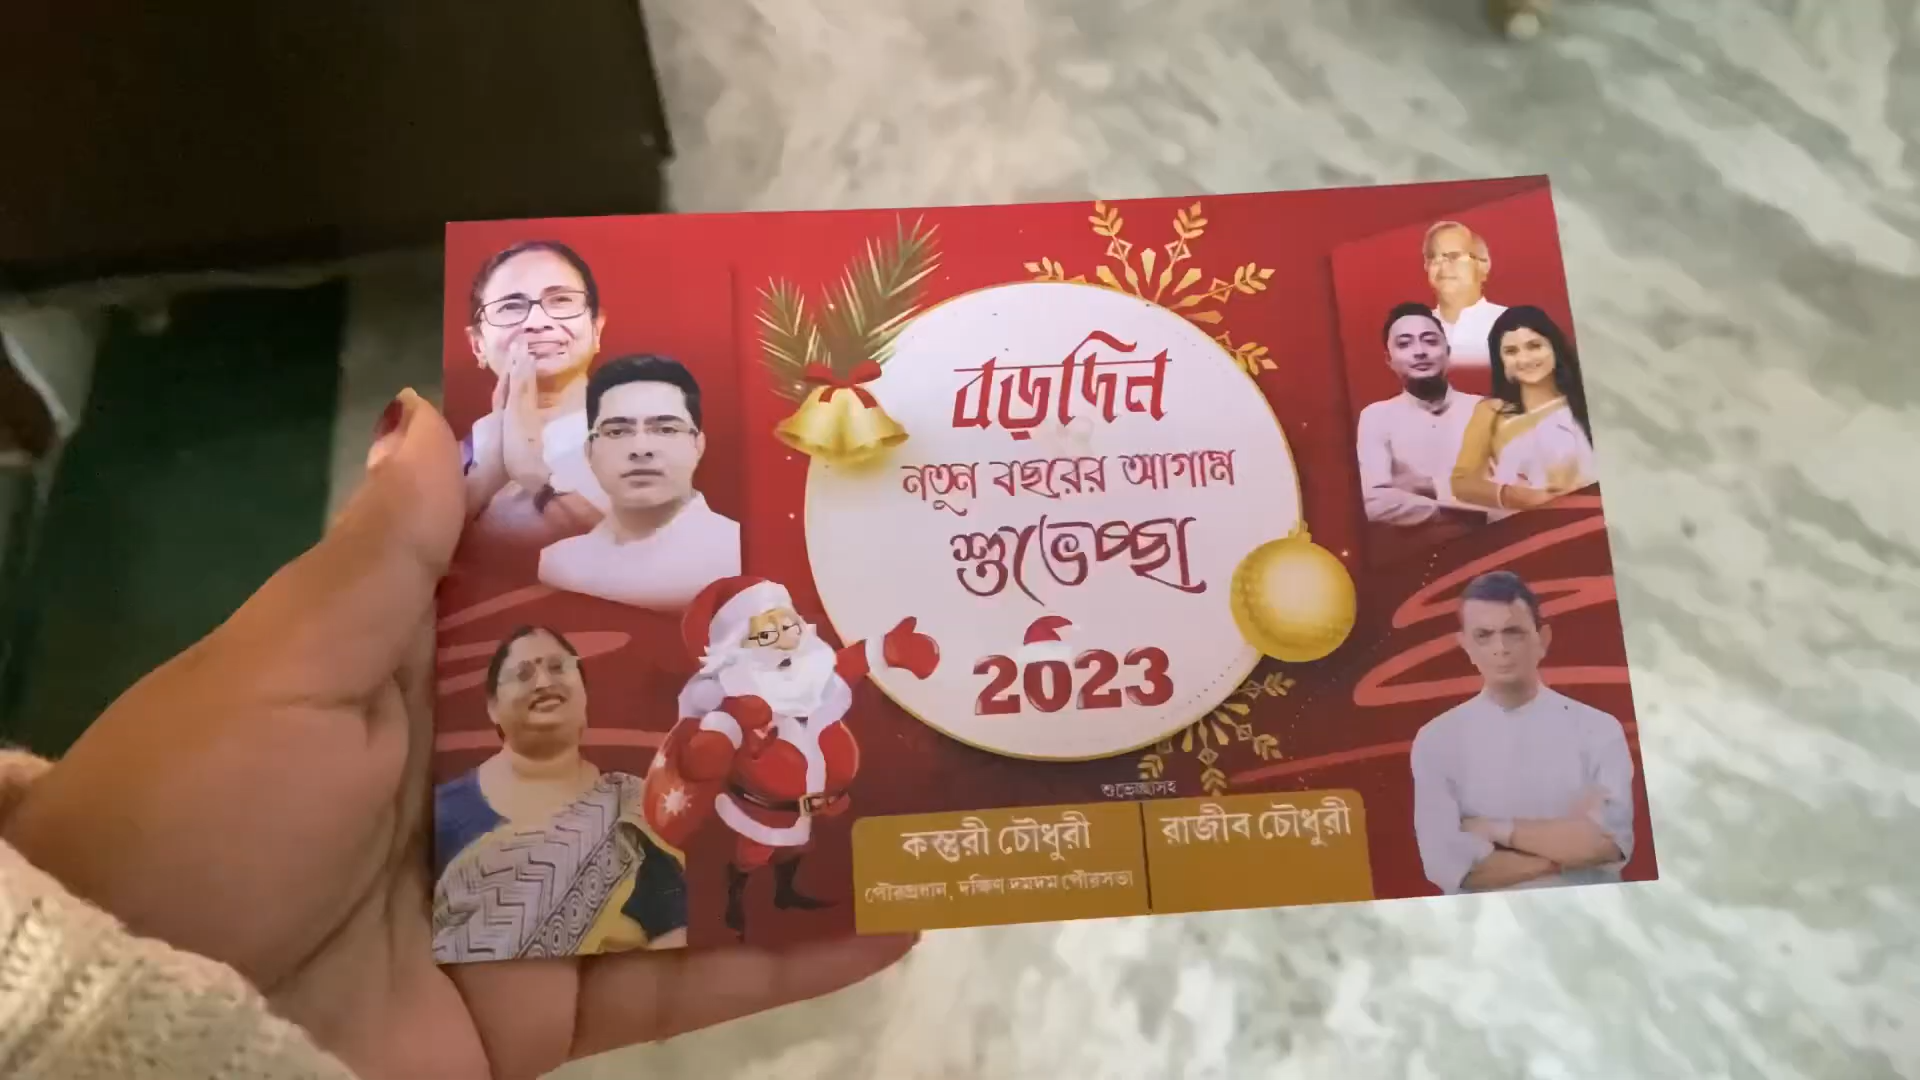 বড়দিন
নতুন বছরের আগাম
শুভেচ্ছা
2023
শুভেচ্ছাসহ
কস্তুরী চৌধুরী
পৌরপ্রধান, দক্ষিণ দমদম পৌরসভা
রাজীব চৌধুরী